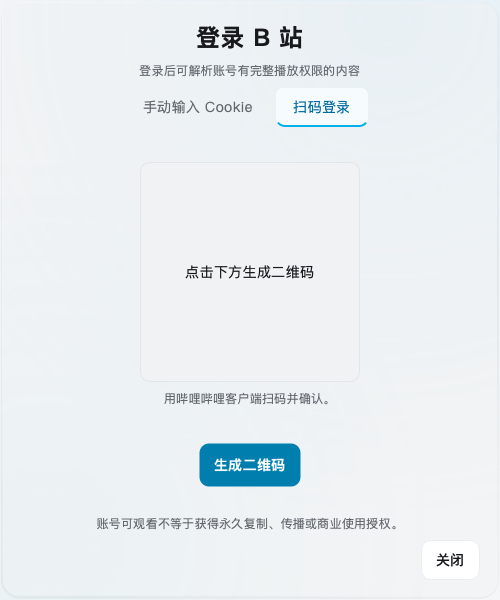 登录 B 站
登录后可解析账号有完整播放权限的内容
手动输入 Cookie
扫码登录
点击下方生成二维码
用哔哩哔哩客户端扫码并确认。
生成二维码
账号可观看不等于获得永久复制、传播或商业使用授权。
关闭